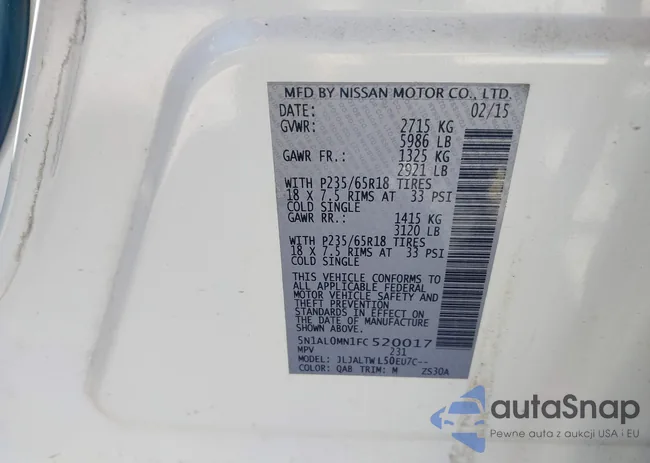 MFD BY NISSAN MOTOR CO., LTD.
DATE: 02/15
GVWR: 2715 KG
5986 LB
GAWR FR.: 1325 KG
2921 LB
WITH P235/65R18 TIRES
18 X 7.5 RIMS AT 33 PSI
COLD SINGLE
GAWR RR.: 1415 KG
3120 LB
WITH P235/65R18 TIRES
18 X 7.5 RIMS AT 33 PSI
COLD SINGLE
THIS VEHICLE CONFORMS TO
ALL APPLICABLE FEDERAL
MOTOR VEHICLE SAFETY AND
THEFT PREVENTION
STANDARDS IN EFFECT ON
THE DATE OF MANUFACTURE
SHOWN ABOVE.
5N1AL0MN1FC520017
MPV 231
MODEL: JLJALTWL50EU7C--
COLOR: QAB TRIM: M ZS30A
autoSnap
Pewne auta z aukcji USA i EU